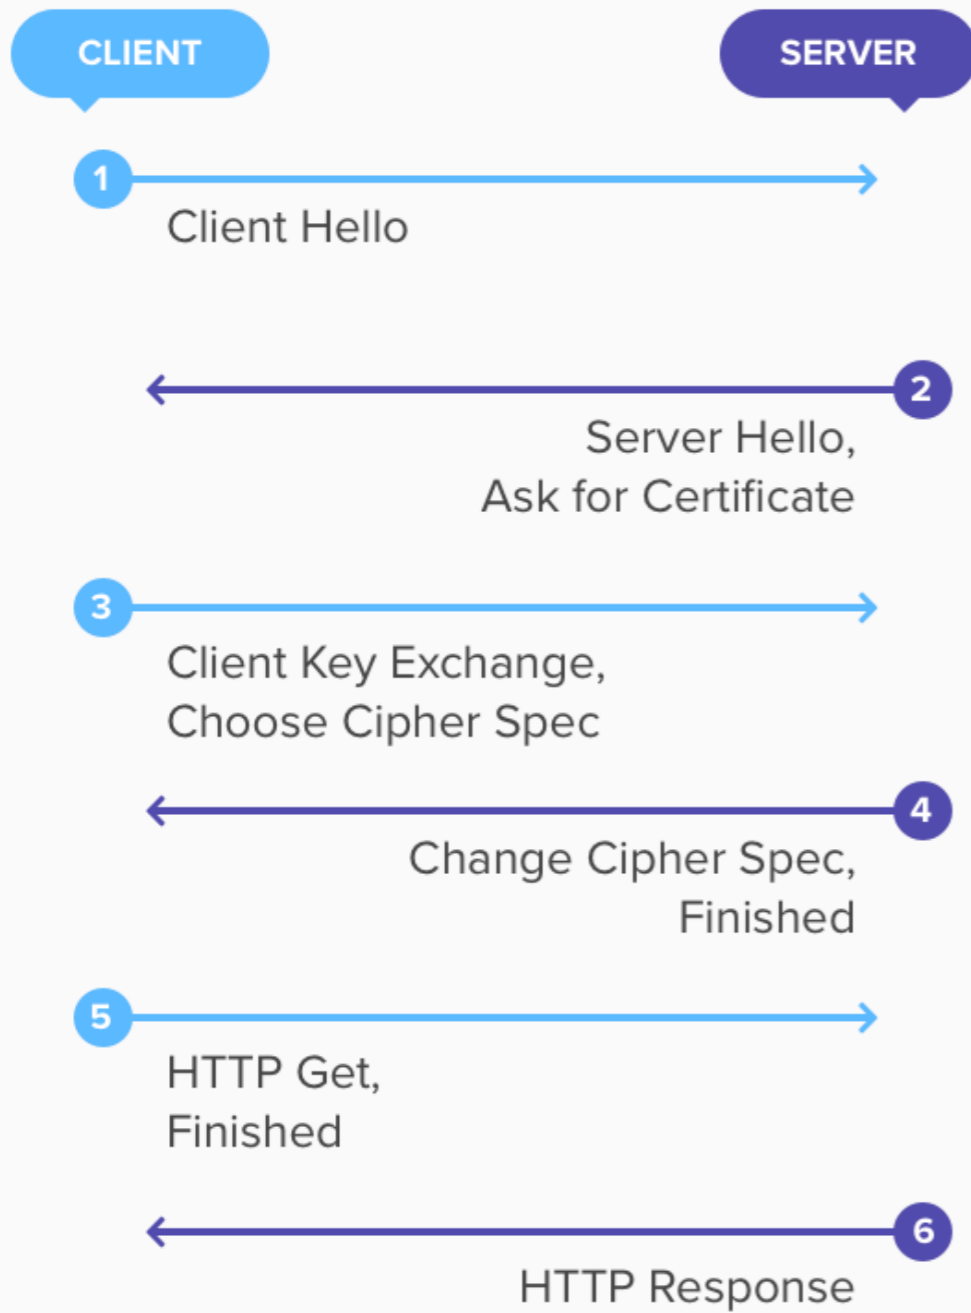 CLIENT
SERVER
1
Client Hello
2
Server Hello,
Ask for Certificate
3
Client Key Exchange,
Choose Cipher Spec
4
Change Cipher Spec,
Finished
5
HTTP Get,
Finished
6
HTTP Response